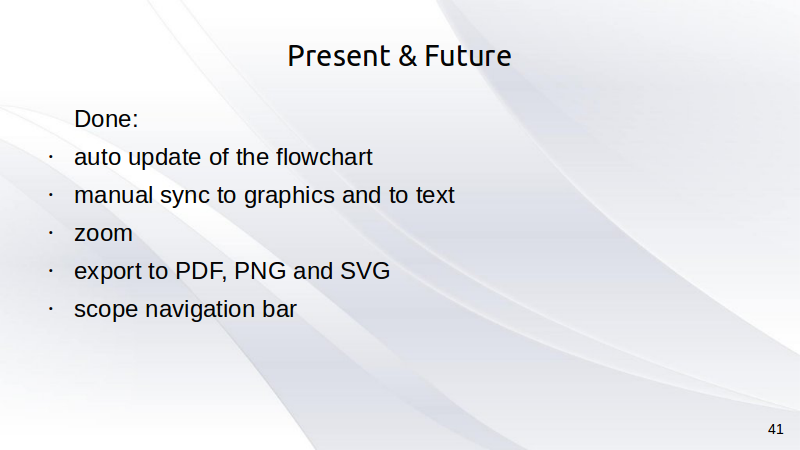 Present & Future
Done:
· auto update of the flowchart
· manual sync to graphics and to text
· zoom
· export to PDF, PNG and SVG
· scope navigation bar
41